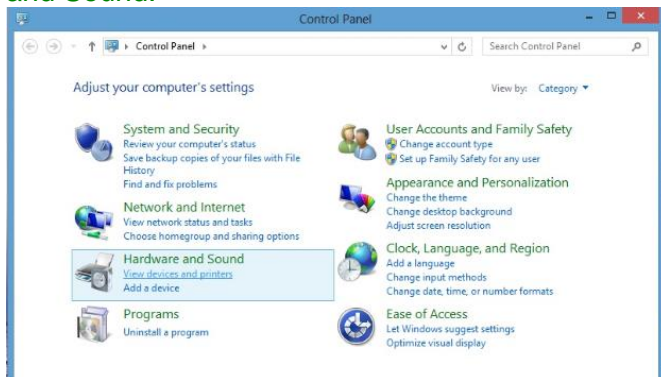 and Sound.
Control Panel
Control Panel
Search Control Panel
Adjust your computer's settings
View by: Category
System and Security
Review your computer's status
Save backup copies of your files with File
History
Find and fix problems
Network and Internet
View network status and tasks
Choose homegroup and sharing options
Hardware and Sound
View devices and printers
Add a device
Programs
Uninstall a program
User Accounts and Family Safety
Change account type
Set up Family Safety for any user
Appearance and Personalization
Change the theme
Change desktop background
Adjust screen resolution
Clock, Language, and Region
Add a language
Change input methods
Change date, time, or number formats
Ease of Access
Let Windows suggest settings
Optimize visual display